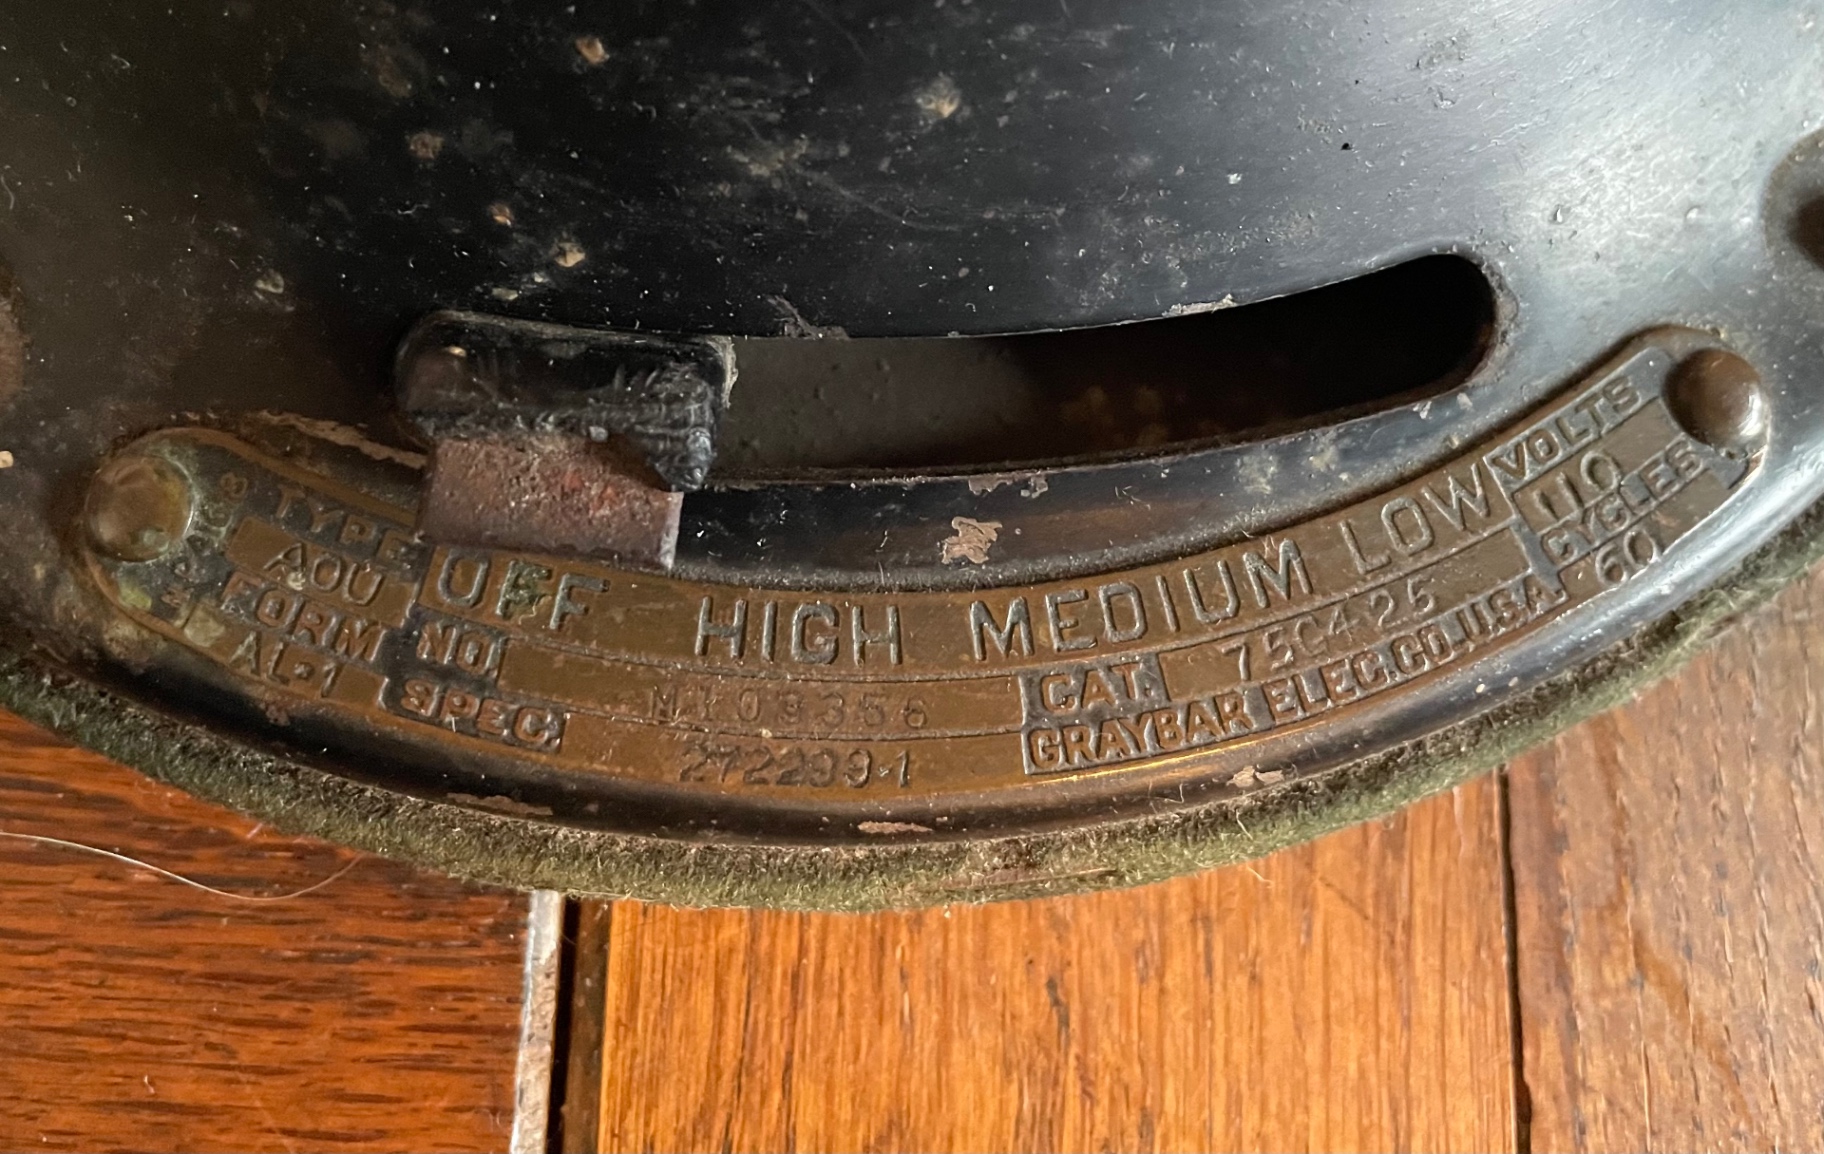 TYPE
AOU
FORM
AL-1
OFF HIGH MEDIUM LOW
NO
SPEC.
272299-1
CAT. 75C425
GRAYBAR ELEC.CO.U.S.A.
VOLTS
110
CYCLES
60